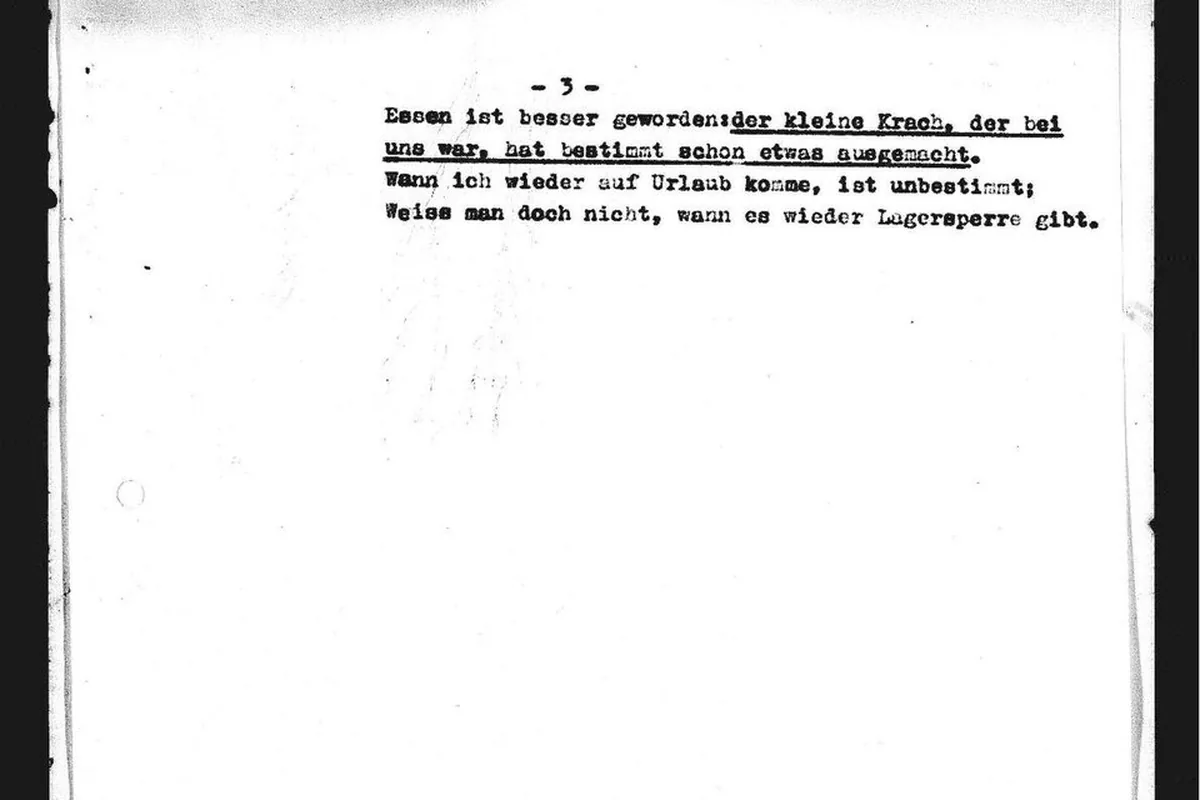 - 3 -
Essen ist besser geworden:der kleine Krach, der bei
uns war, hat bestimmt schon etwas ausgemacht.
Wann ich wieder auf Urlaub komme, ist unbestimmt;
Weiss man doch nicht, wann es wieder Lagersperre gibt.